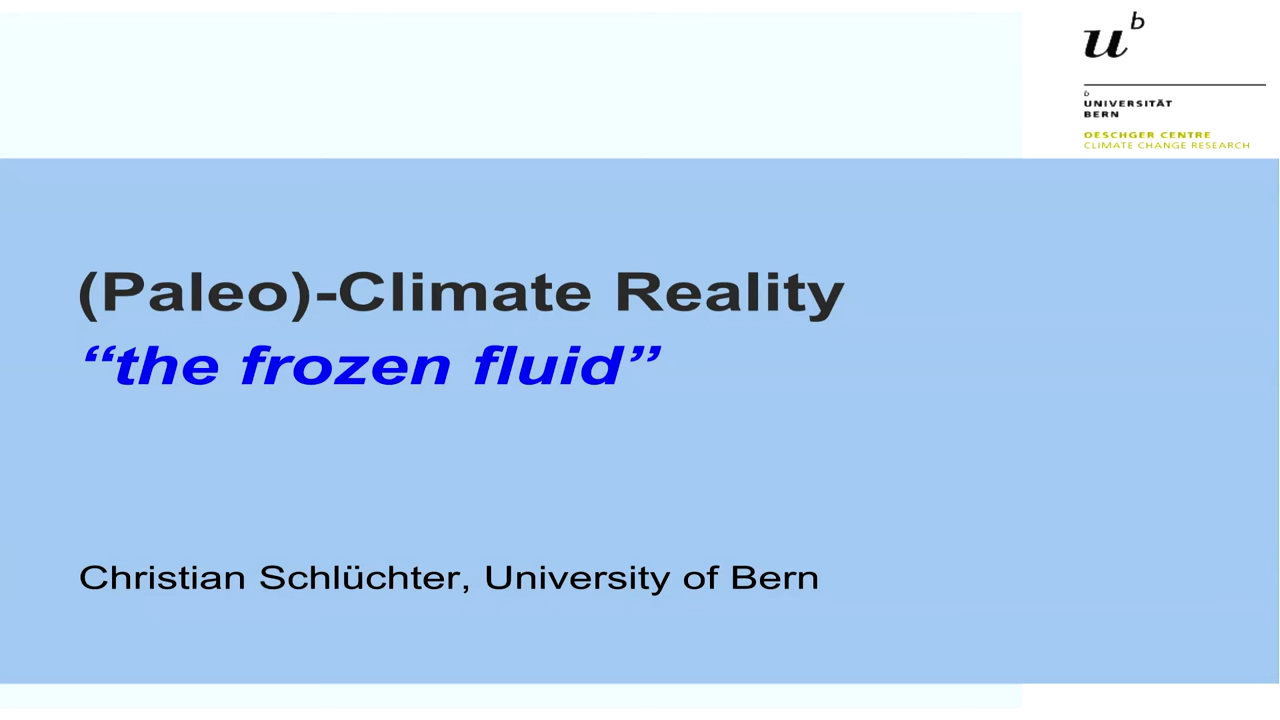 u b
b
UNIVERSITÄT
BERN
OESCHGER CENTRE
CLIMATE CHANGE RESEARCH
(Paleo)-Climate Reality
“the frozen fluid”
Christian Schlüchter, University of Bern